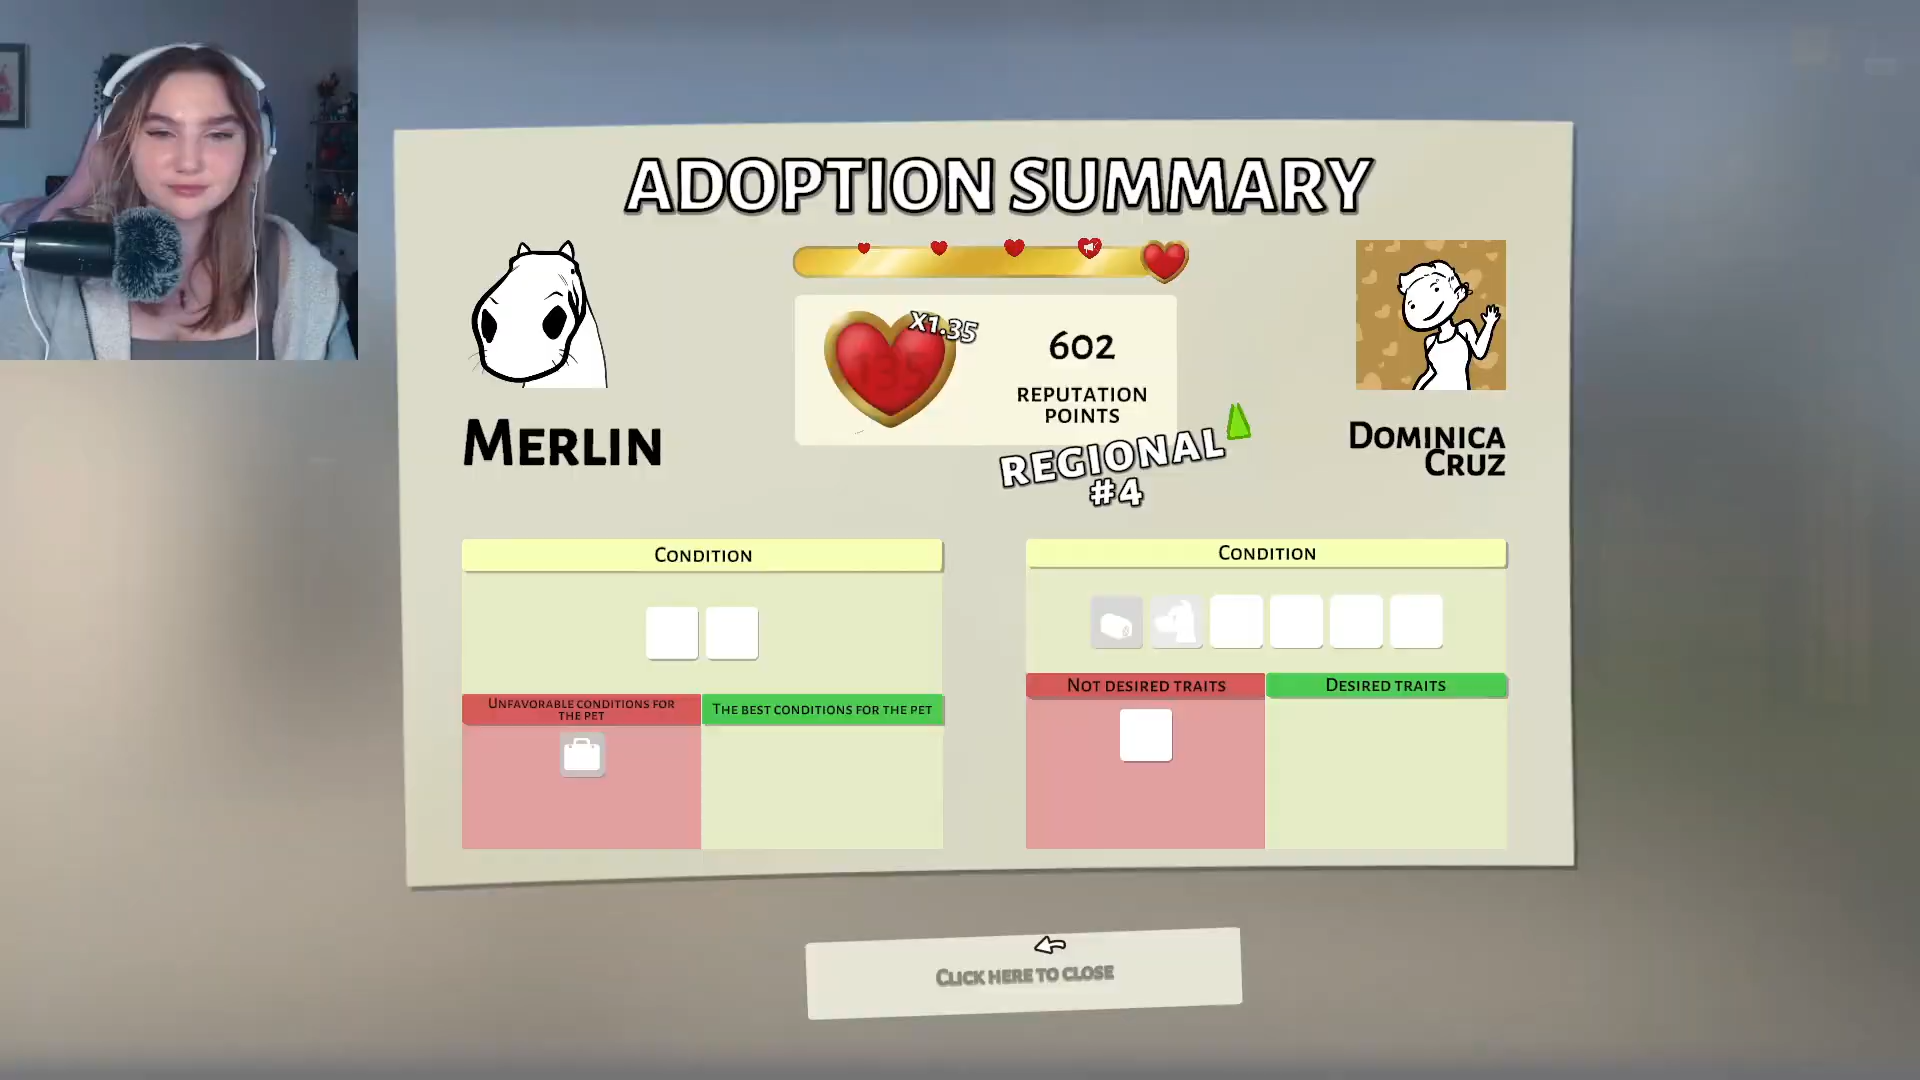 ADOPTION SUMMARY
X1.35
135
602
REPUTATION
POINTS
REGIONAL
#4
MERLIN
DOMINICA
CRUZ
CONDITION
UNFAVORABLE CONDITIONS FOR
THE PET
THE BEST CONDITIONS FOR THE PET
CONDITION
NOT DESIRED TRAITS
DESIRED TRAITS
CLICK HERE TO CLOSE